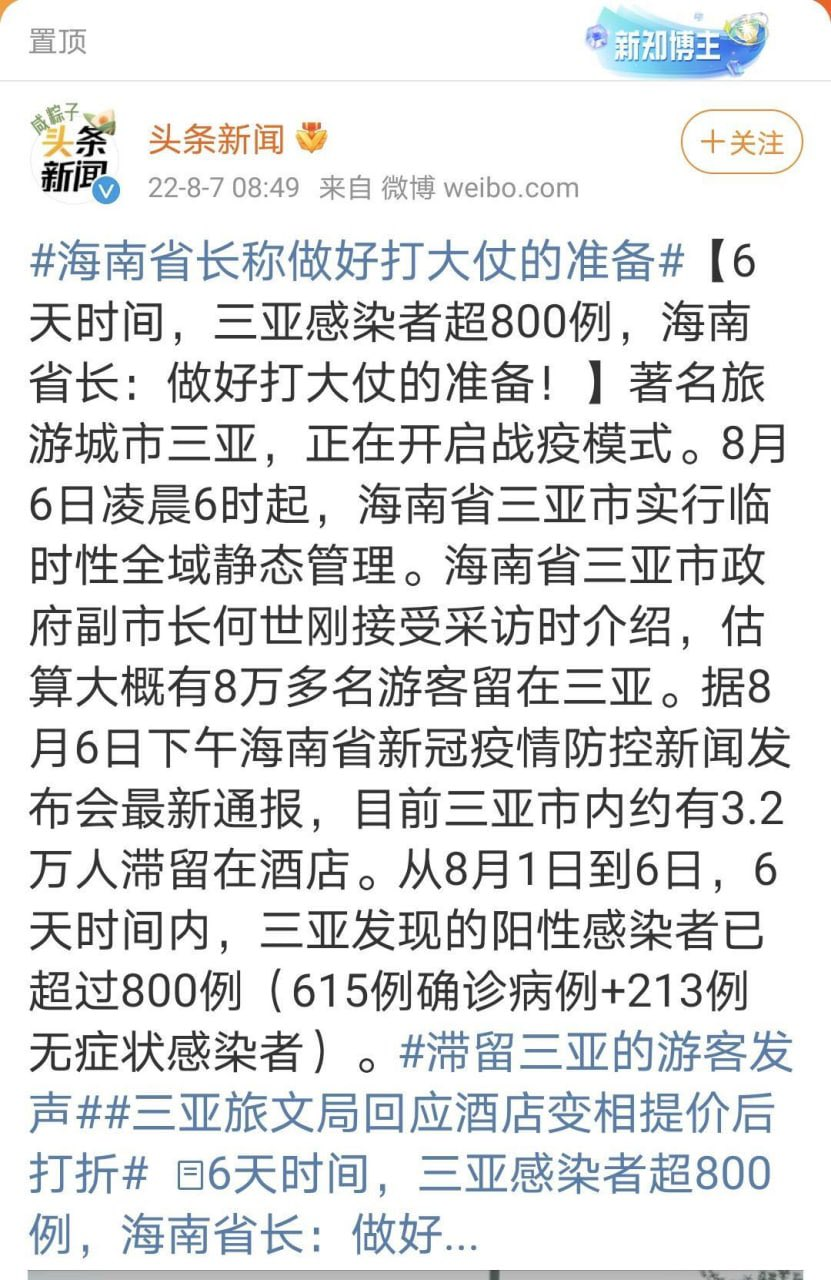 置顶
新知博主
咸粽子
头条
新闻
头条新闻
+关注
22-8-7 08:49 来自 微博 weibo.com
#海南省长称做好打大仗的准备#【6
天时间，三亚感染者超800例，海南
省长：做好打大仗的准备！】著名旅
游城市三亚，正在开启战疫模式。8月
6日凌晨6时起，海南省三亚市实行临
时性全域静态管理。海南省三亚市政
府副市长何世刚接受采访时介绍，估
算大概有8万多名游客留在三亚。据8
月6日下午海南省新冠疫情防控新闻发
布会最新通报，目前三亚市内约有3.2
万人滞留在酒店。从8月1日到6日，6
天时间内，三亚发现的阳性感染者已
超过800例（615例确诊病例+213例
无症状感染者）。#滞留三亚的游客发
声##三亚旅文局回应酒店变相提价后
打折# 6天时间，三亚感染者超800
例，海南省长：做好...